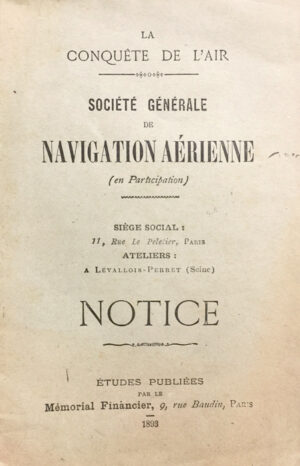 LA
CONQUÊTE DE L'AIR
SOCIÉTÉ GÉNÉRALE
DE
NAVIGATION AÉRIENNE
(en Participation)
SIÈGE SOCIAL :
11, Rue Le Peletier, PARIS
ATELIERS :
A LEVALLOIS-PERRET (Seine)
NOTICE
ÉTUDES PUBLIÉES
PAR LE
Mémorial Financier, 9, rue Baudin, PARIS
1893